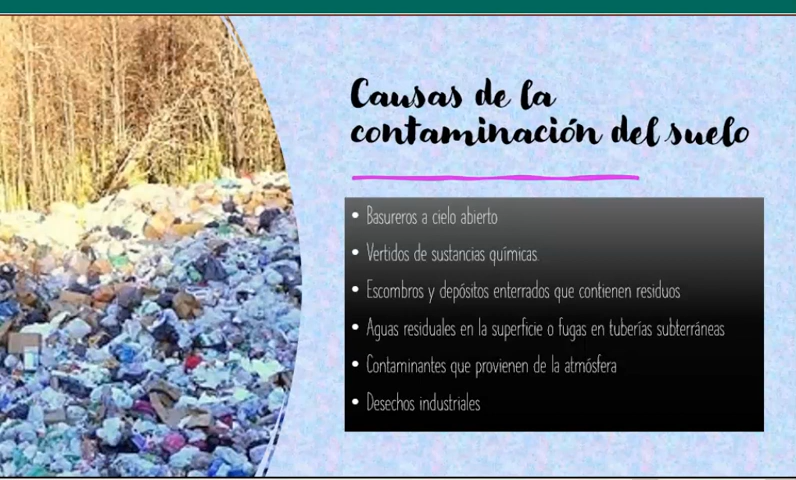 Causas de la
contaminación del suelo
• Basureros a cielo abierto
• Vertidos de sustancias químicas.
• Escombros y depósitos enterrados que contienen residuos
• Aguas residuales en la superficie o fugas en tuberías subterráneas
• Contaminantes que provienen de la atmósfera
• Desechos industriales